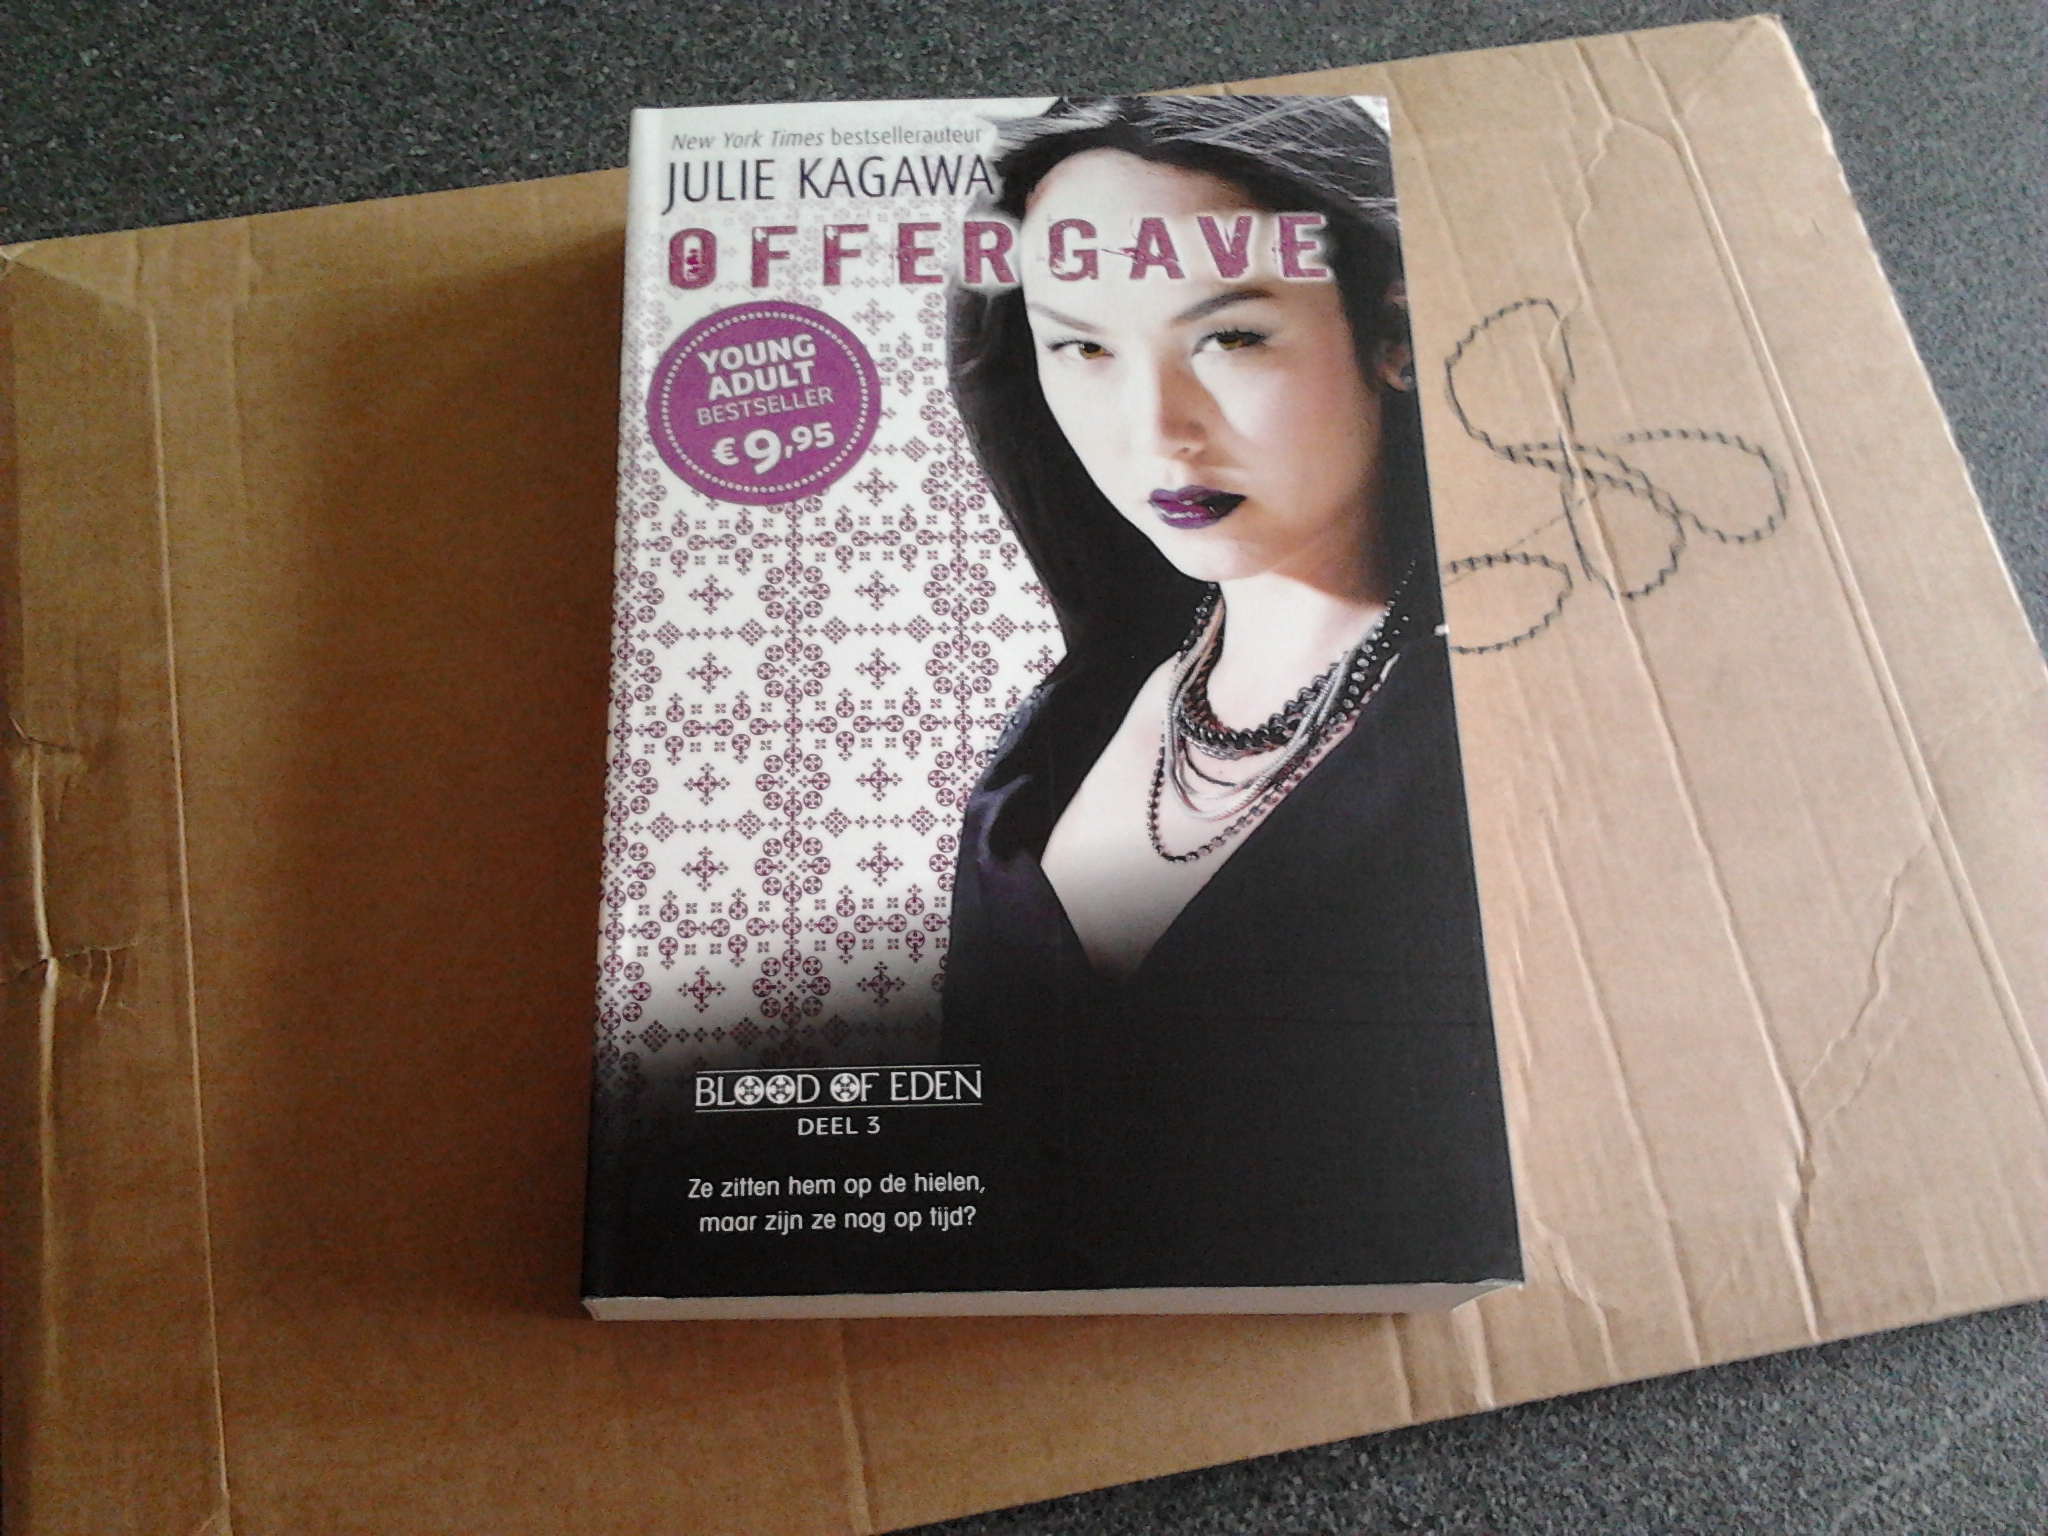 New York Times bestsellerauteur
JULIE KAGAWA
OFFERGAVE
YOUNG
ADULT
BESTSELLER
€ 9,95
BLOOD OF EDEN
DEEL 3
Ze zitten hem op de hielen,
maar zijn ze nog op tijd?